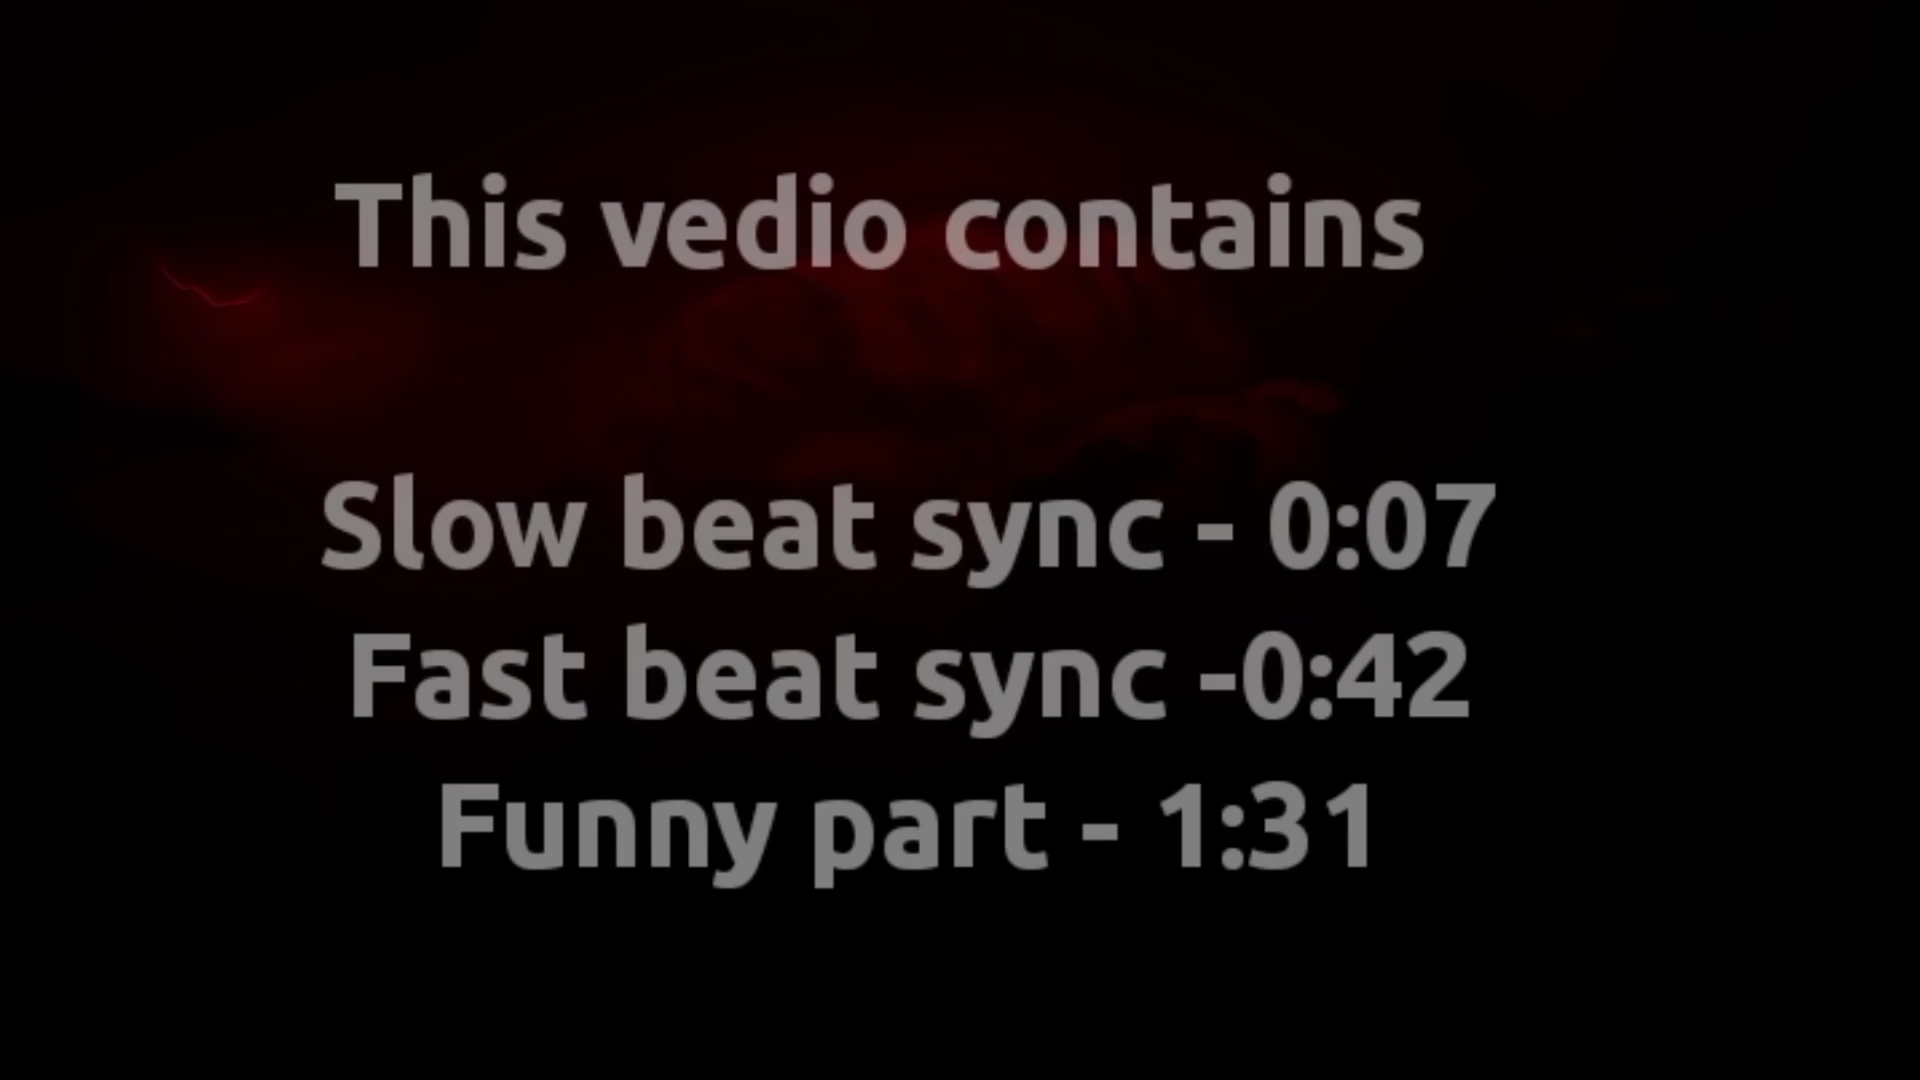 This vedio contains
Slow beat sync - 0:07
Fast beat sync -0:42
Funny part - 1:31